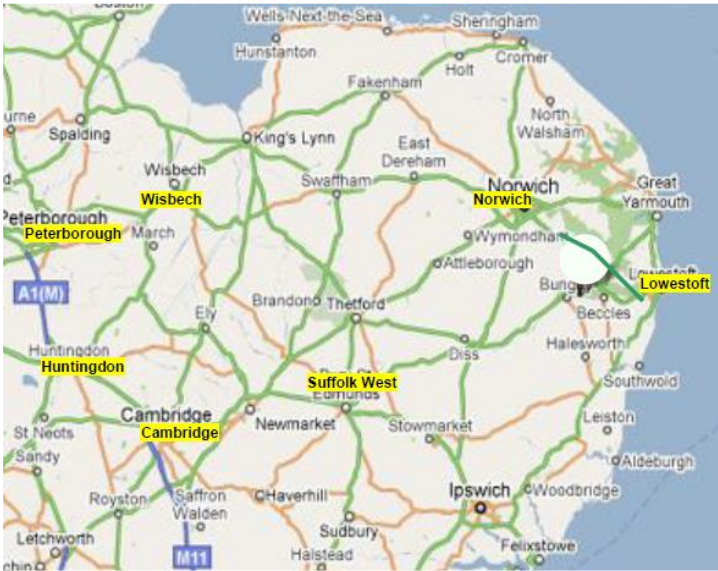 Wells-Next-the-Sea
Sheringham
Hunstanton
Cromer
Holt
Fakenham
Spalding
North
Walsham
King's Lynn
East
Dereham
Wisbech
Wisbech
Swaffham
Norwich
Norwich
Great
Yarmouth
Peterborough
Peterborough
March
Wymondham
Attleborough
A1(M)
Lowestoft
Lowestoft
Brandon
Thetford
Beccles
Ely
Halesworth
Huntingdon
Huntingdon
Diss
Suffolk West
Edmunds
Southwold
Cambridge
Cambridge
Newmarket
Stowmarket
Leiston
St Neots
Sandy
Aldeburgh
Ipswich
Woodbridge
Royston
Saffron
Walden
Haverhill
Sudbury
Letchworth
M11
Halstead
Felixstowe